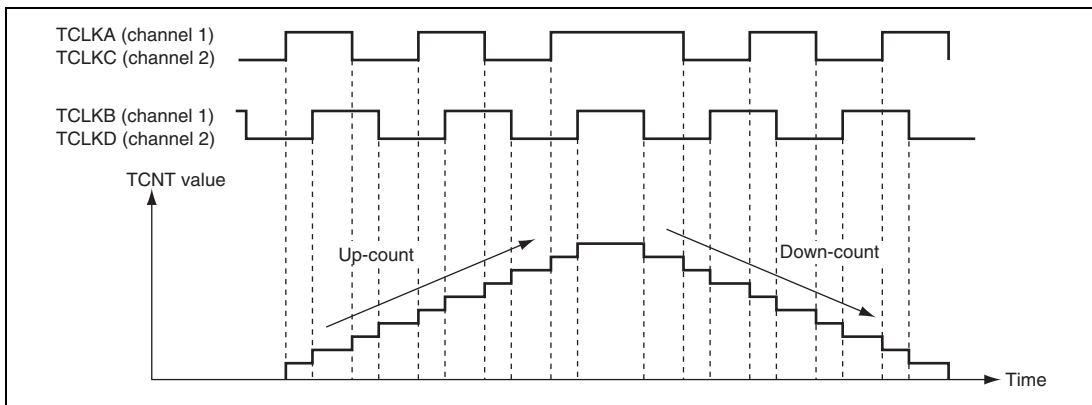 TCLKA (channel 1)
TCLKC (channel 2)
TCLKB (channel 1)
TCLKD (channel 2)
TCNT value
Up-count
Down-count
Time